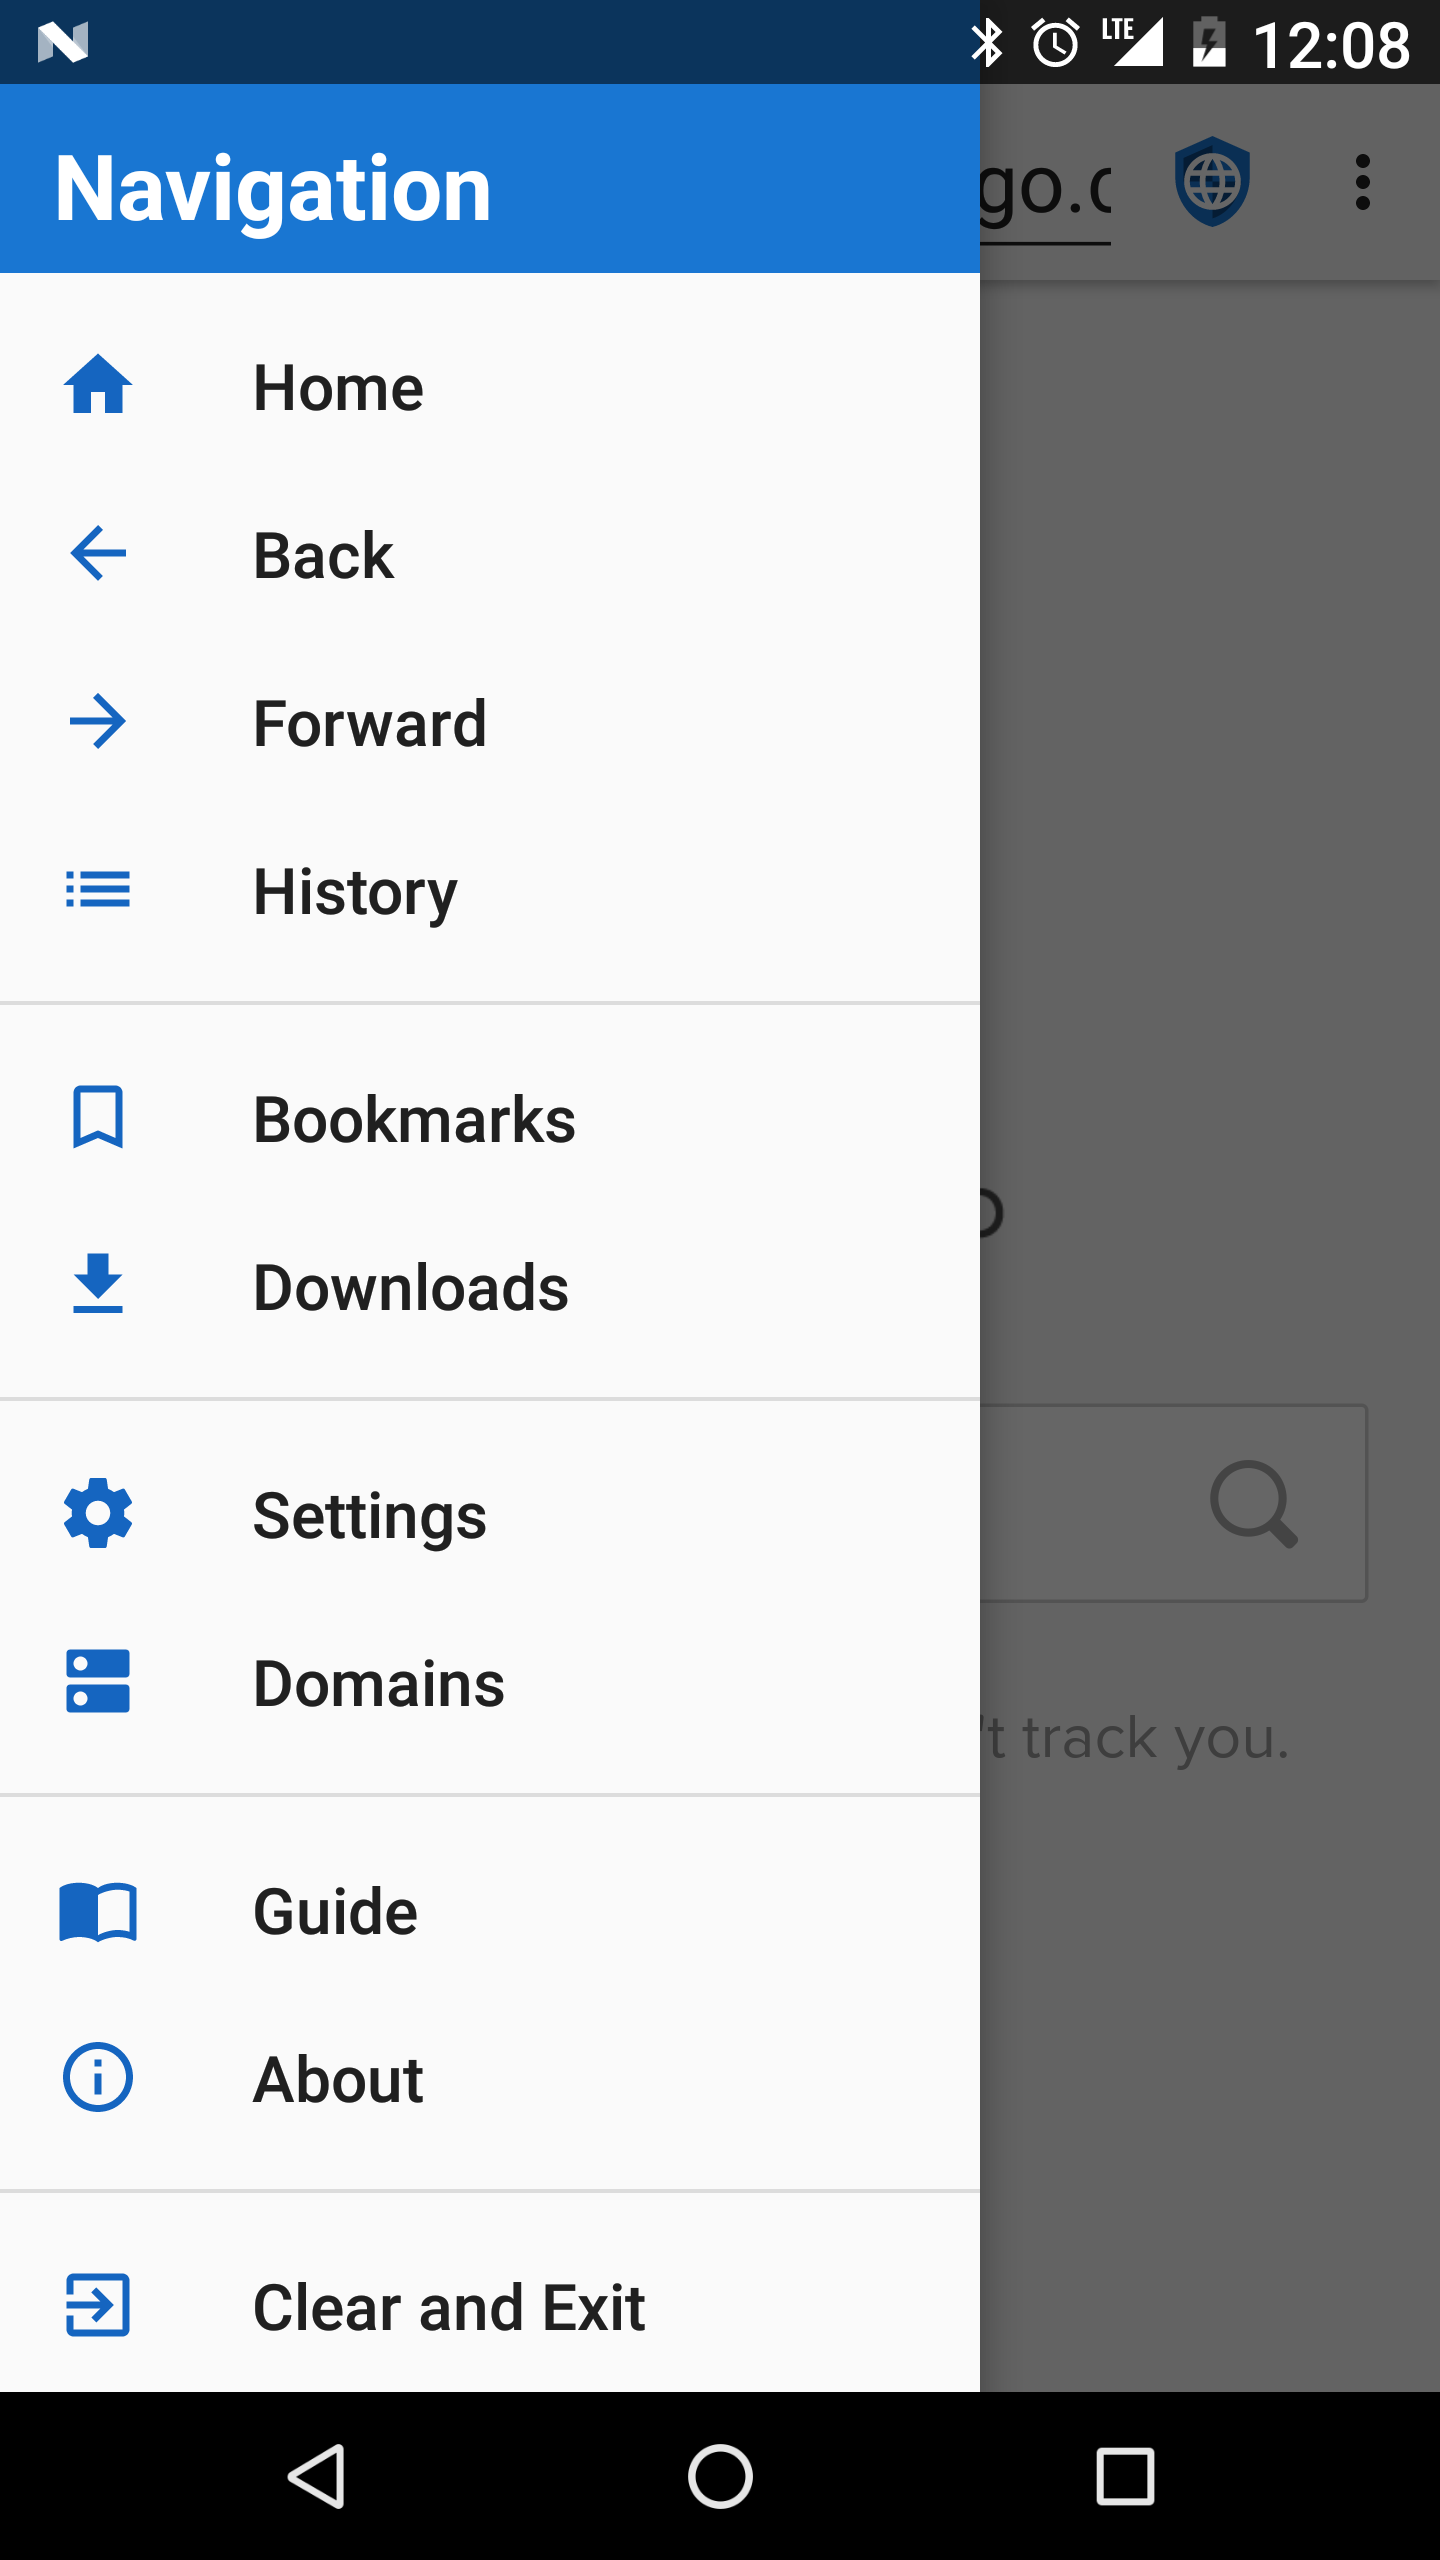 LTE 12:08
Navigation
go.c
Home
Back
Forward
History
Bookmarks
Downloads
Settings
Domains
't track you.
Guide
About
Clear and Exit